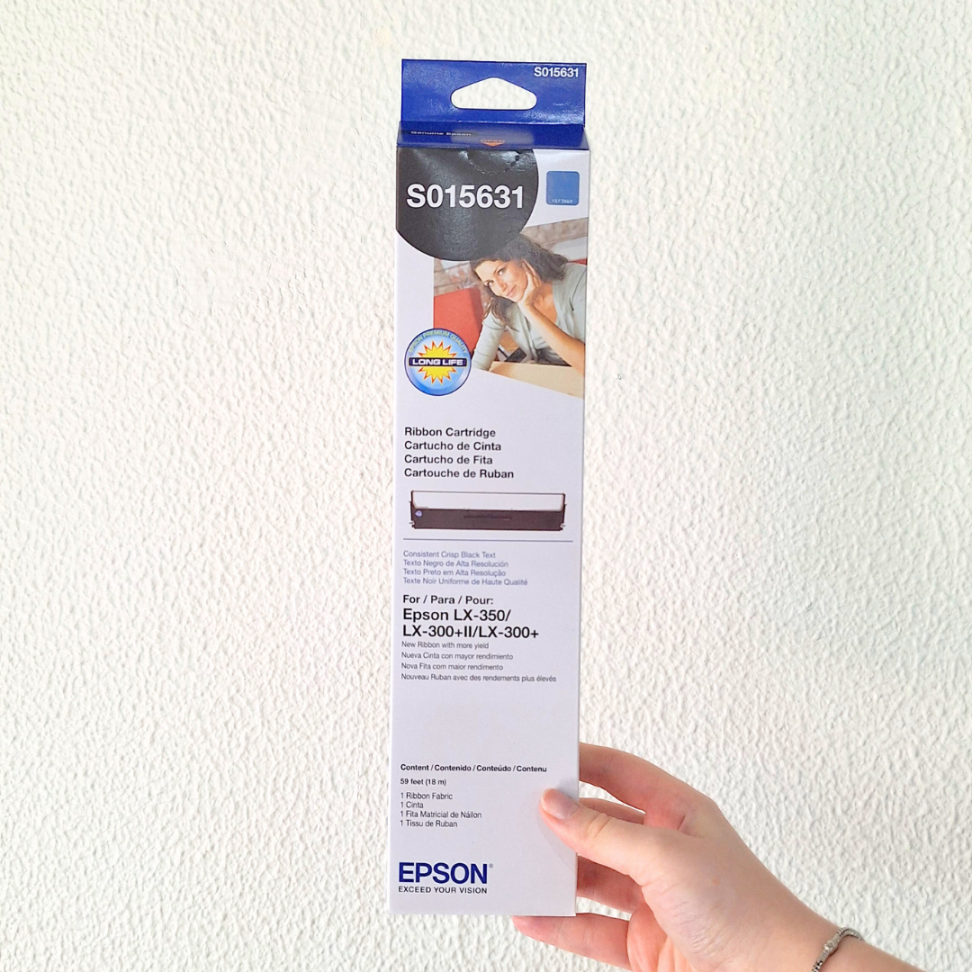 S015631
Genuine Epson
OPEN
S015631
LONG LIFE
Ribbon Cartridge
Cartucho de Cinta
Cartucho de Fita
Cartouche de Ruban
Consistent Crisp Black Text
Texto Negro de Alta Resolución
Texto Preto em Alta Resolução
Texte Noir Uniforme de Haute Qualité
For / Para / Pour:
Epson LX-350/
LX-300+II/LX-300+
New Ribbon with more yield
Nueva Cinta con mayor rendimiento
Nova Fita com maior rendimento
Nouveau Ruban avec des rendements plus élevés
Content / Contenido / Conteúdo / Contenu
59 feet (18 m)
1 Ribbon Fabric
1 Cinta
1 Fita Matricial de Náilon
1 Tissu de Ruban
EPSON®
EXCEED YOUR VISION